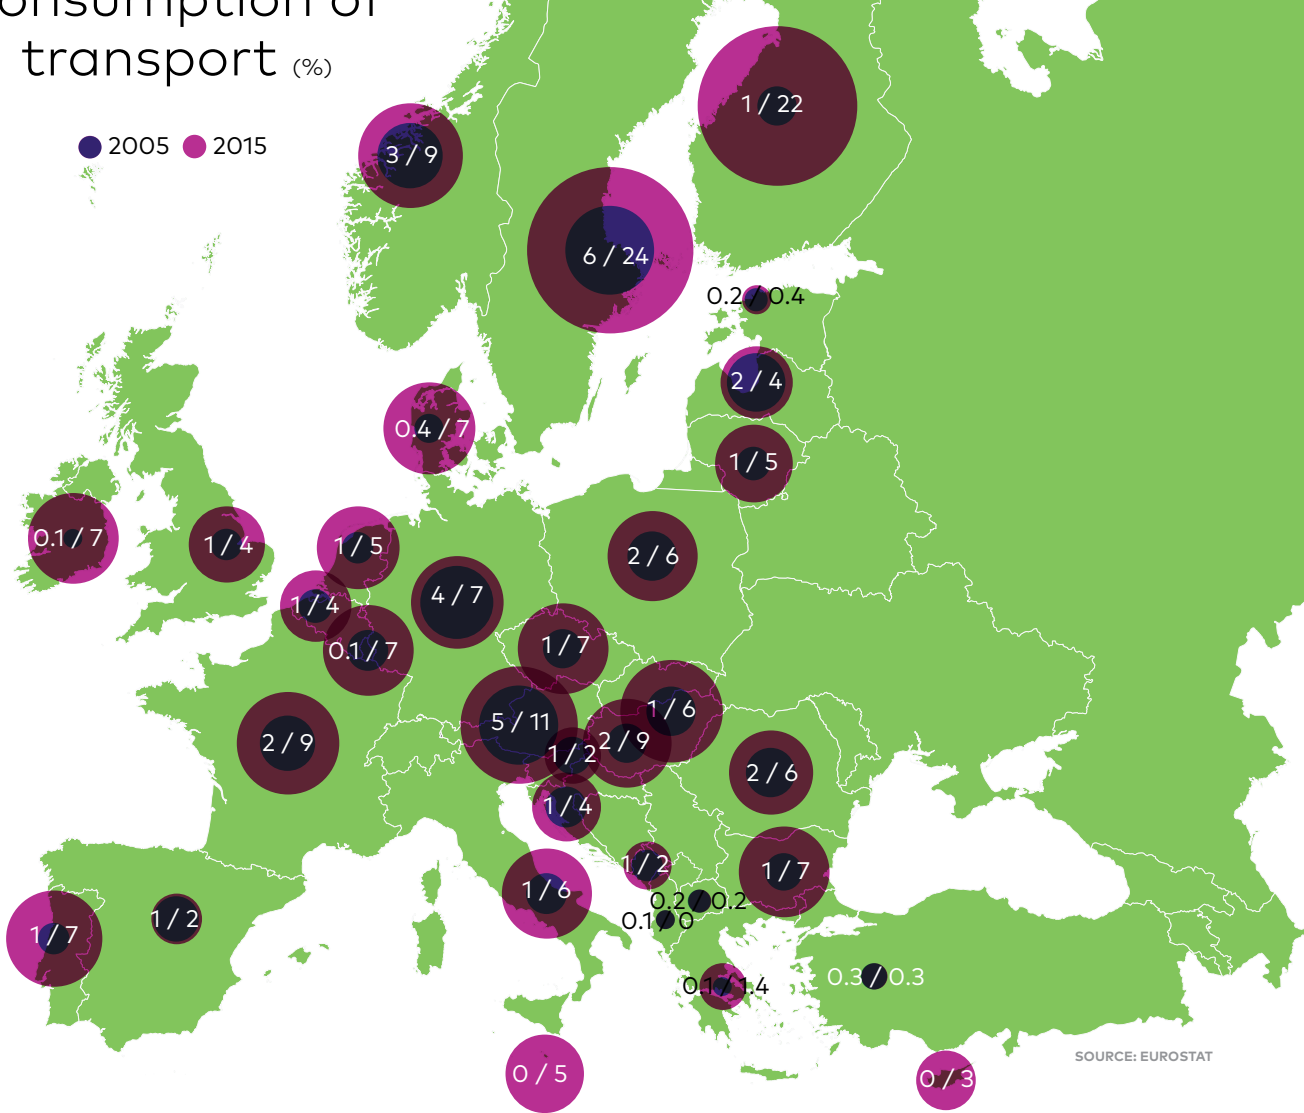 onsumption of
transport (%)
2005 2015
1 / 22
3 / 9
6 / 24
0.2 / 0.4
2 / 4
0.4 / 7
1 / 5
0.1 / 7
1 / 4
1 / 5
2 / 6
1 / 4
4 / 7
0.1 / 7
1 / 7
1 / 6
5 / 11
2 / 9
2 / 9
1 / 2
2 / 6
1 / 4
1 / 2
1 / 7
1 / 6
0.2 / 0.2
1 / 2
0.1 / 0
1 / 7
0.3 / 0.3
0.1 / 1.4
SOURCE: EUROSTAT
0 / 5
0 / 3